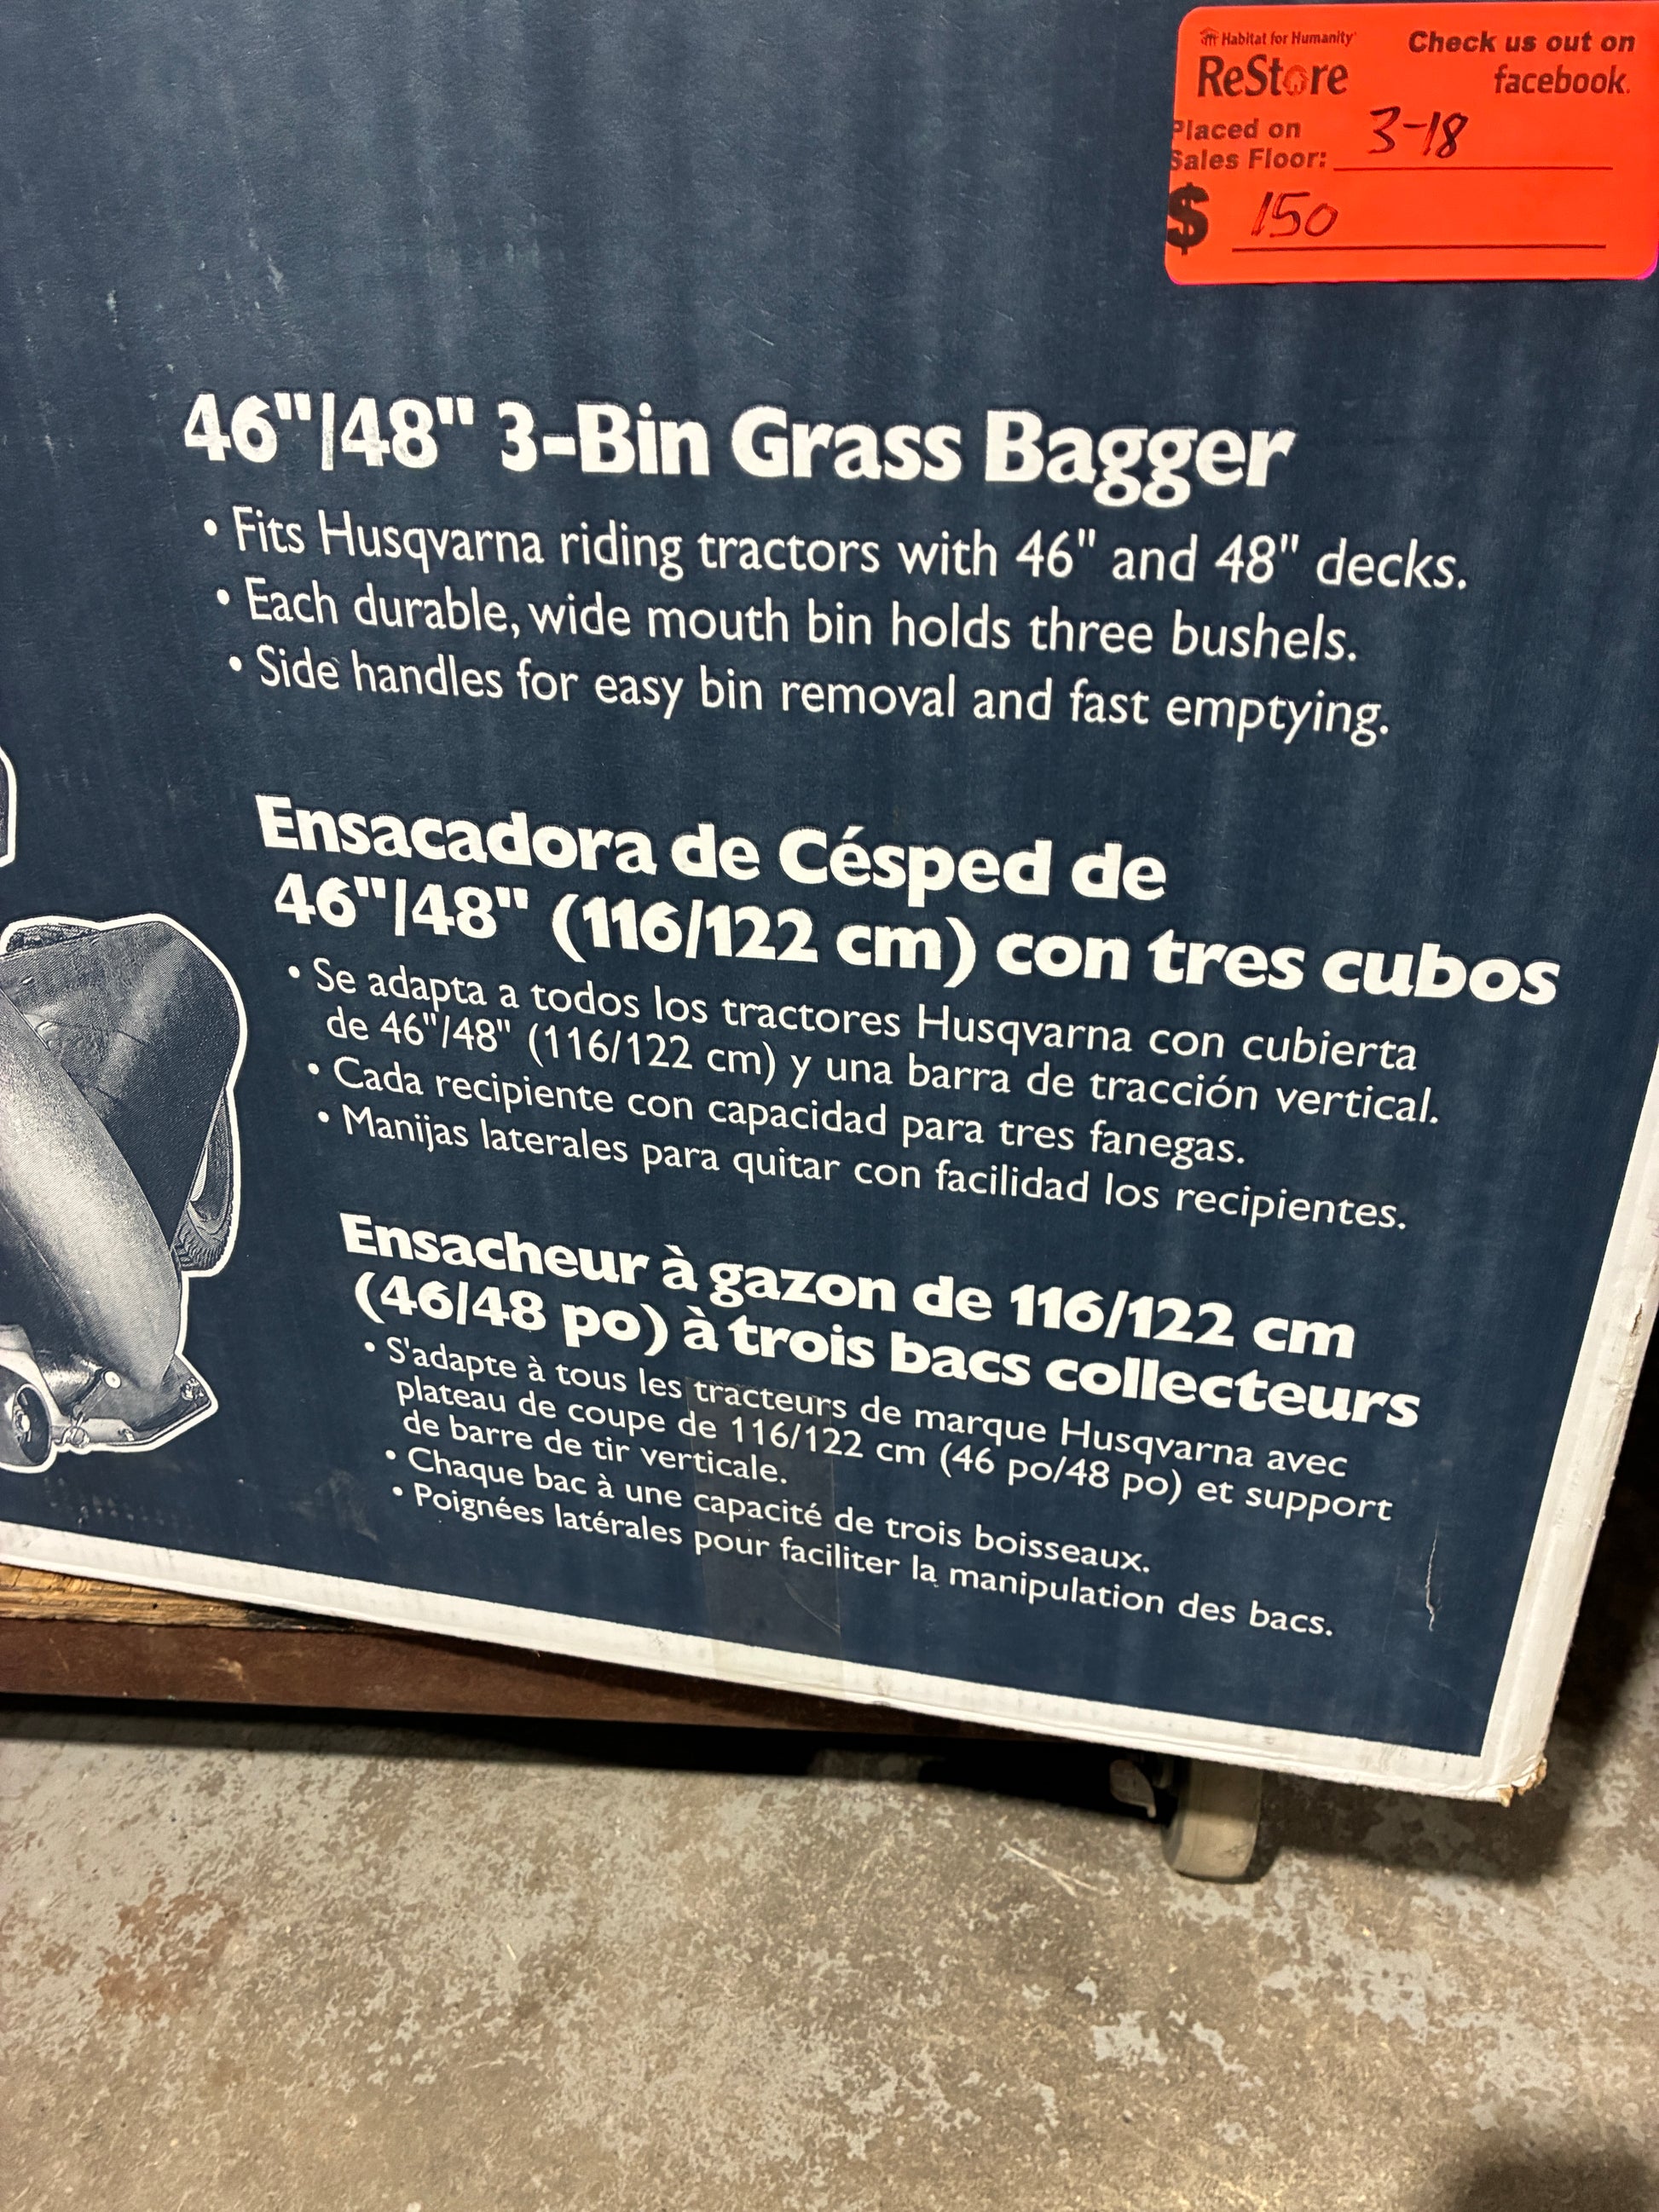 Habitat for Humanity
ReStore
Check us out on
facebook.
Placed on
Sales Floor: 3-18
$ 150
46"/48" 3-Bin Grass Bagger
• Fits Husqvarna riding tractors with 46" and 48" decks.
• Each durable, wide mouth bin holds three bushels.
• Side handles for easy bin removal and fast emptying.
Ensacadora de Césped de
46"/48" (116/122 cm) con tres cubos
• Se adapta a todos los tractores Husqvarna con cubierta
de 46"/48" (116/122 cm) y una barra de tracción vertical.
• Cada recipiente con capacidad para tres fanegas.
• Manijas laterales para quitar con facilidad los recipientes.
Ensacheur à gazon de 116/122 cm
(46/48 po) à trois bacs collecteurs
• S'adapte à tous les tracteurs de marque Husqvarna avec
plateau de coupe de 116/122 cm (46 po/48 po) et support
de barre de tir verticale.
• Chaque bac à une capacité de trois boisseaux.
• Poignées latérales pour faciliter la manipulation des bacs.